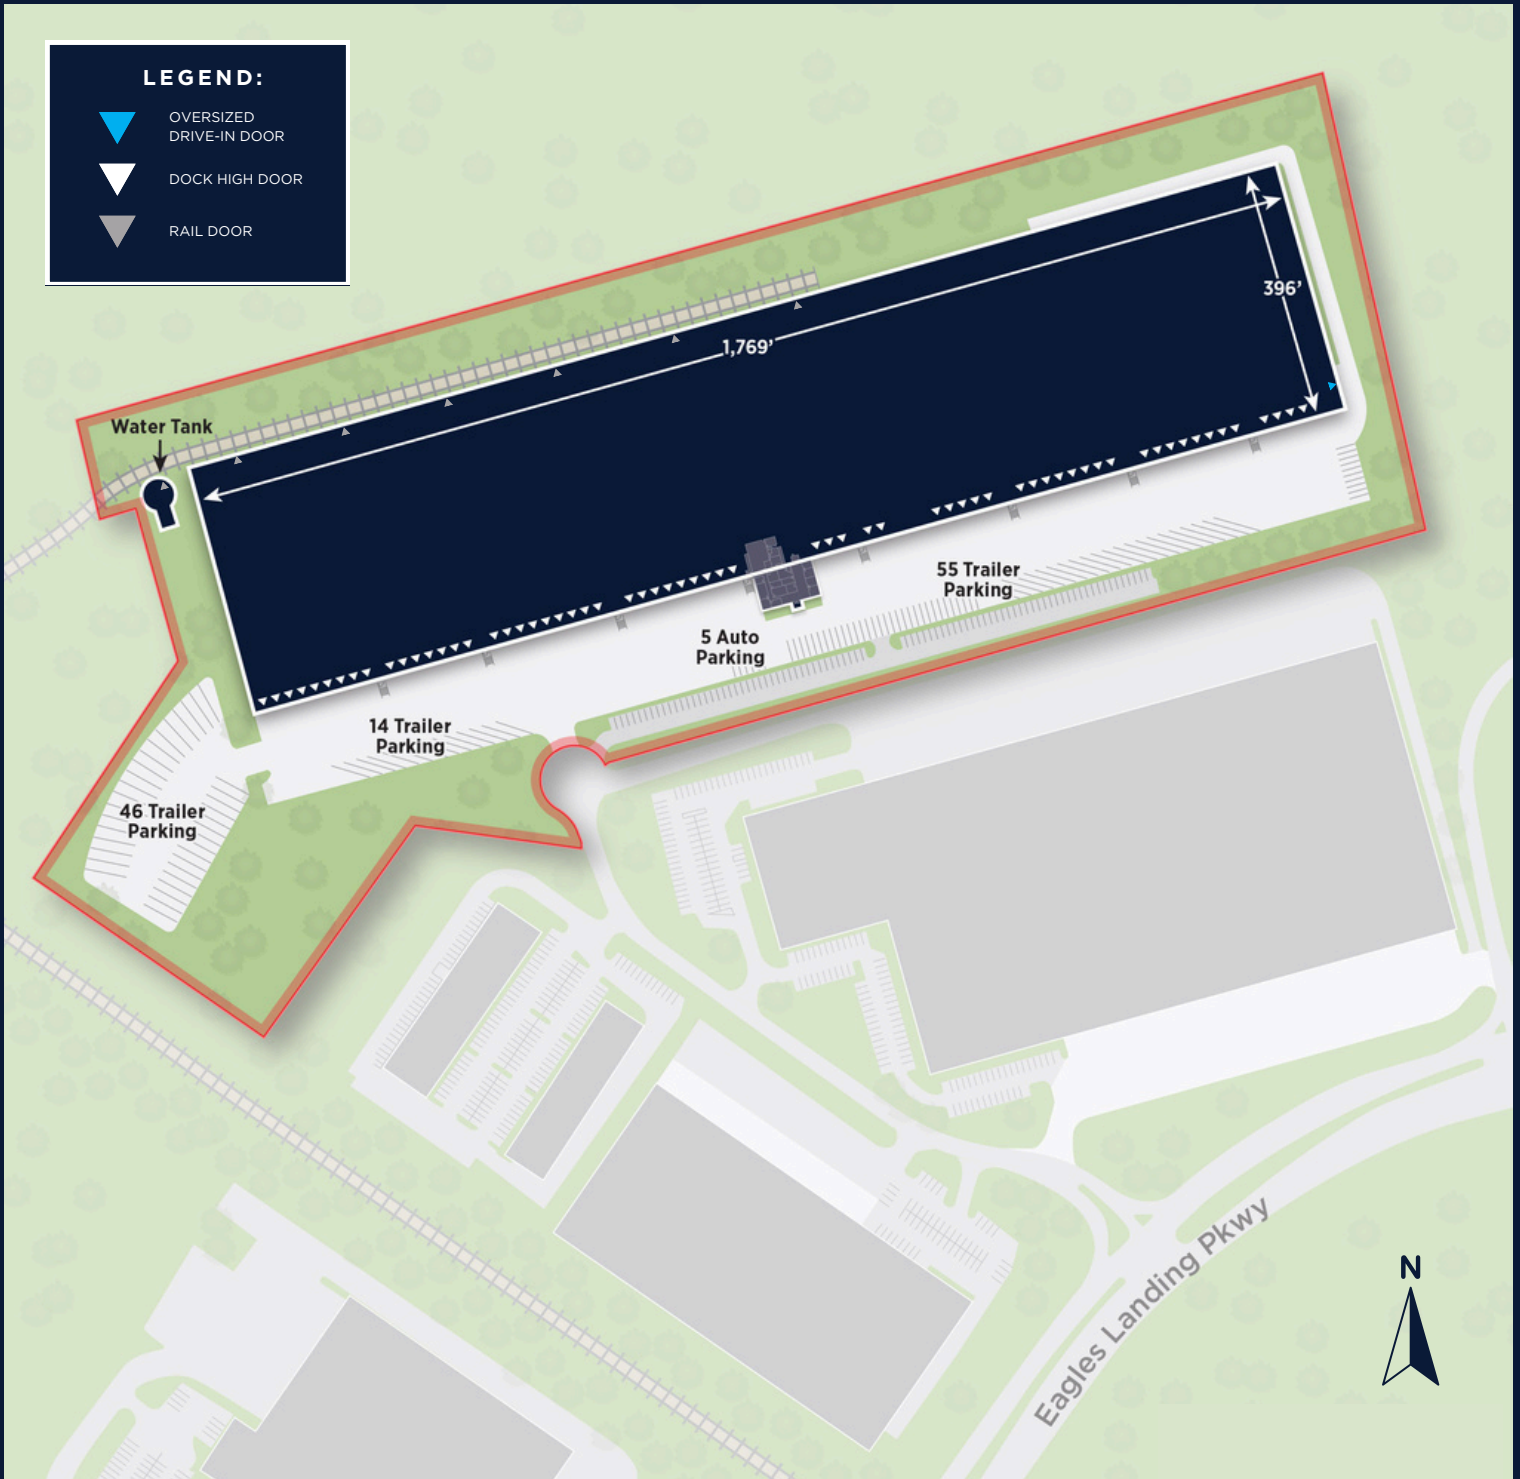 LEGEND:
OVERSIZED
DRIVE-IN DOOR
DOCK HIGH DOOR
RAIL DOOR
396’
1,769’
Water Tank
55 Trailer
Parking
5 Auto
Parking
14 Trailer
Parking
46 Trailer
Parking
Eagles Landing Pkwy
N